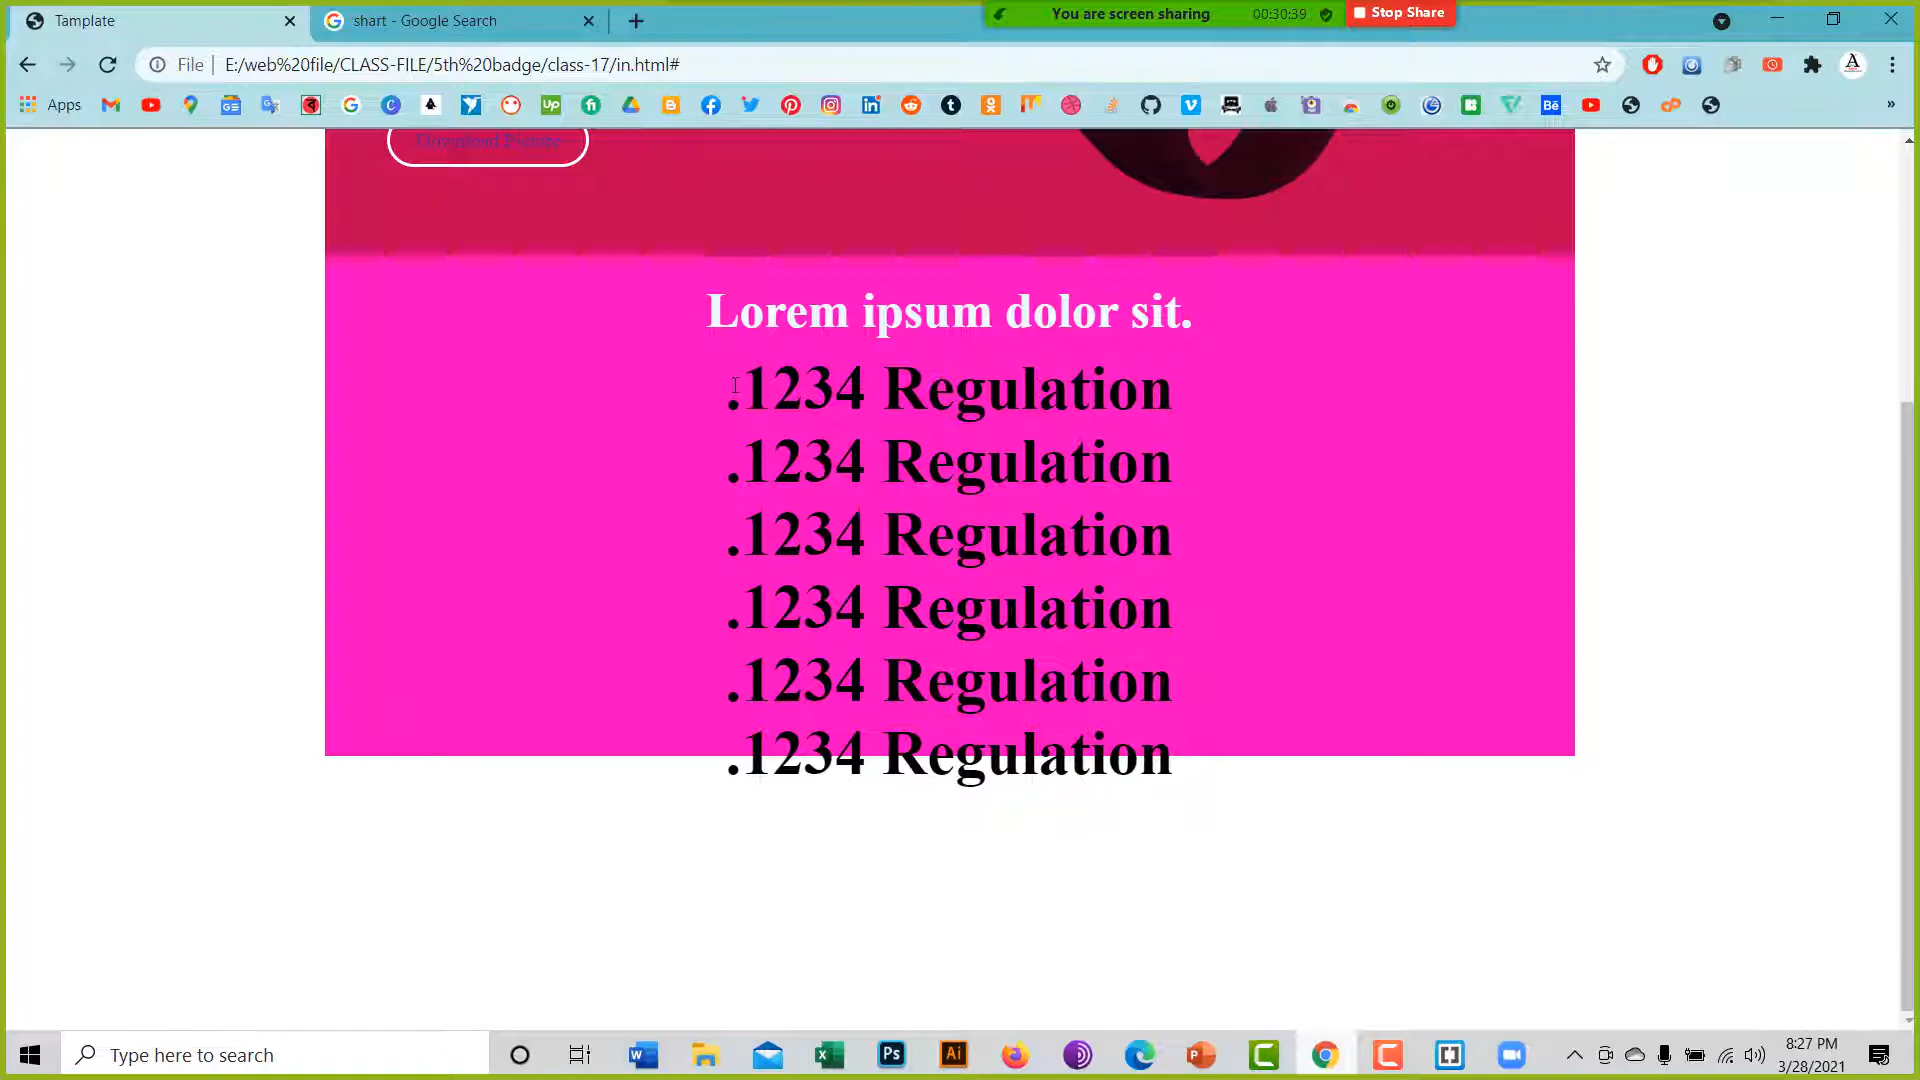 Tamplate
shart - Google Search
You are screen sharing
00:30:39
Stop Share
File
E:/web%20file/CLASS-FILE/5th%20badge/class-17/in.html#
Apps
Download Picture
Lorem ipsum dolor sit.
.1234 Regulation
.1234 Regulation
.1234 Regulation
.1234 Regulation
.1234 Regulation
.1234 Regulation
Type here to search
8:27 PM
3/28/2021